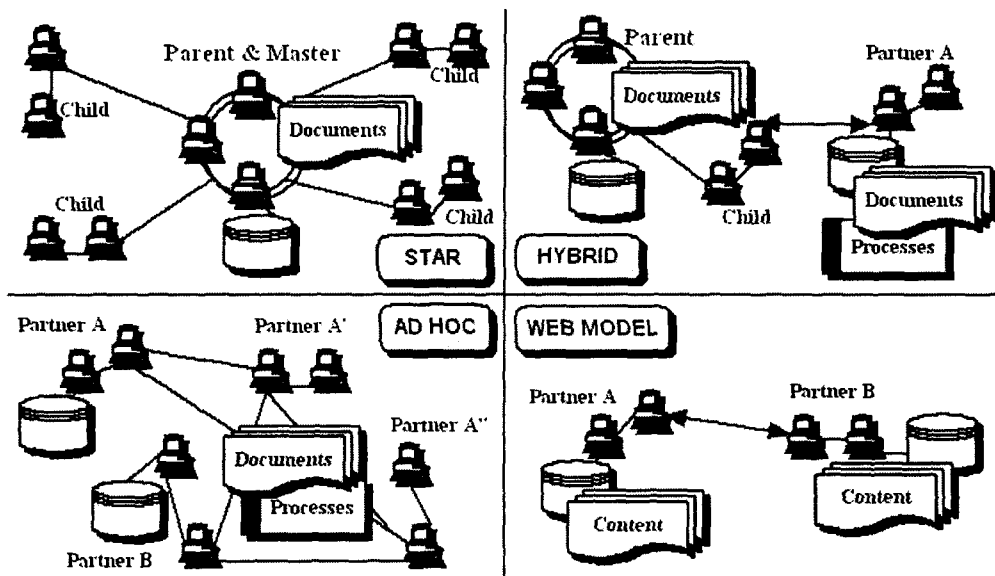 Parent & Master
Child
Child
Documents
Child
Child
STAR
Parent
Partner A
Documents
Child
Documents
Processes
HYBRID
Partner A
Partner A'
AD HOC
Partner A"
Documents
Processes
Partner B
WEB MODEL
Partner A
Partner B
Content
Content